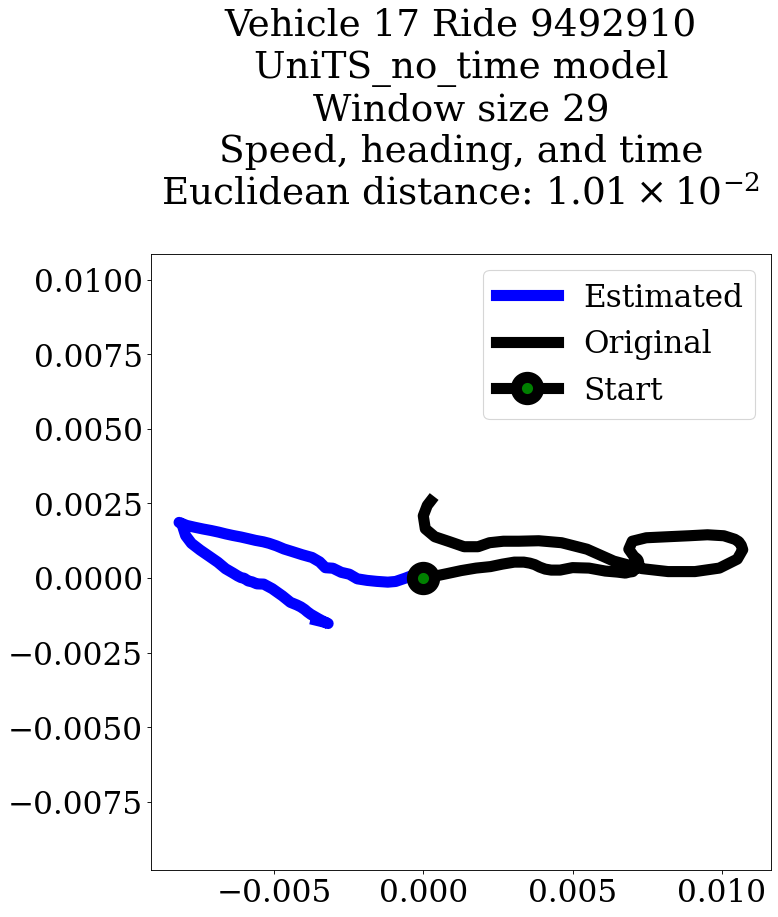 Vehicle 17 Ride 9492910
UniTS_no_time model
Window size 29
Speed, heading, and time
Euclidean distance: 1.01 × 10⁻²
Estimated
Original
Start
0.0100
0.0075
0.0050
0.0025
0.0000
−0.0025
−0.0050
−0.0075
−0.005 0.000 0.005 0.010